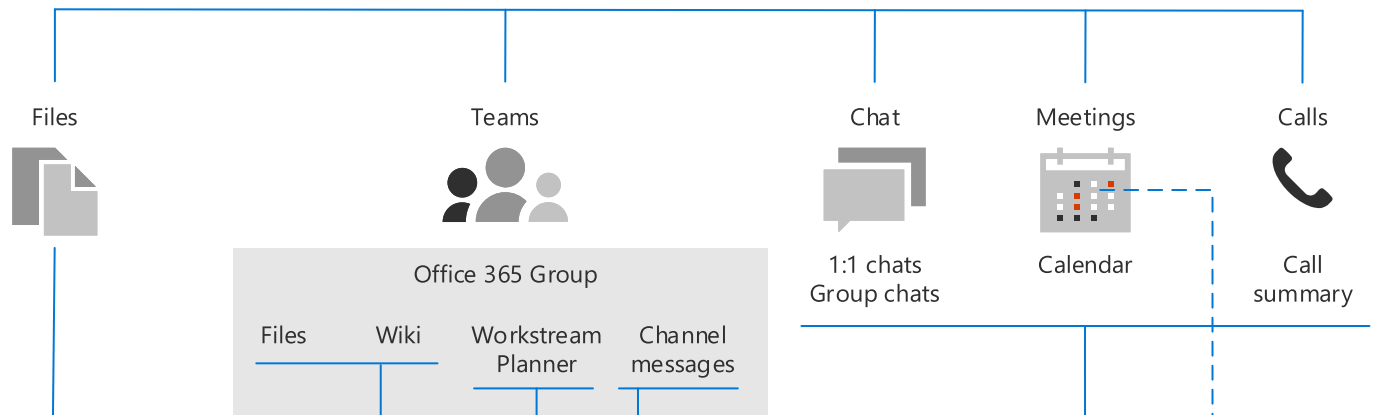 Files
Teams
Chat
Meetings
Calls
Office 365 Group
1:1 chats
Group chats
Calendar
Call
summary
Files
Wiki
Workstream
Planner
Channel
messages